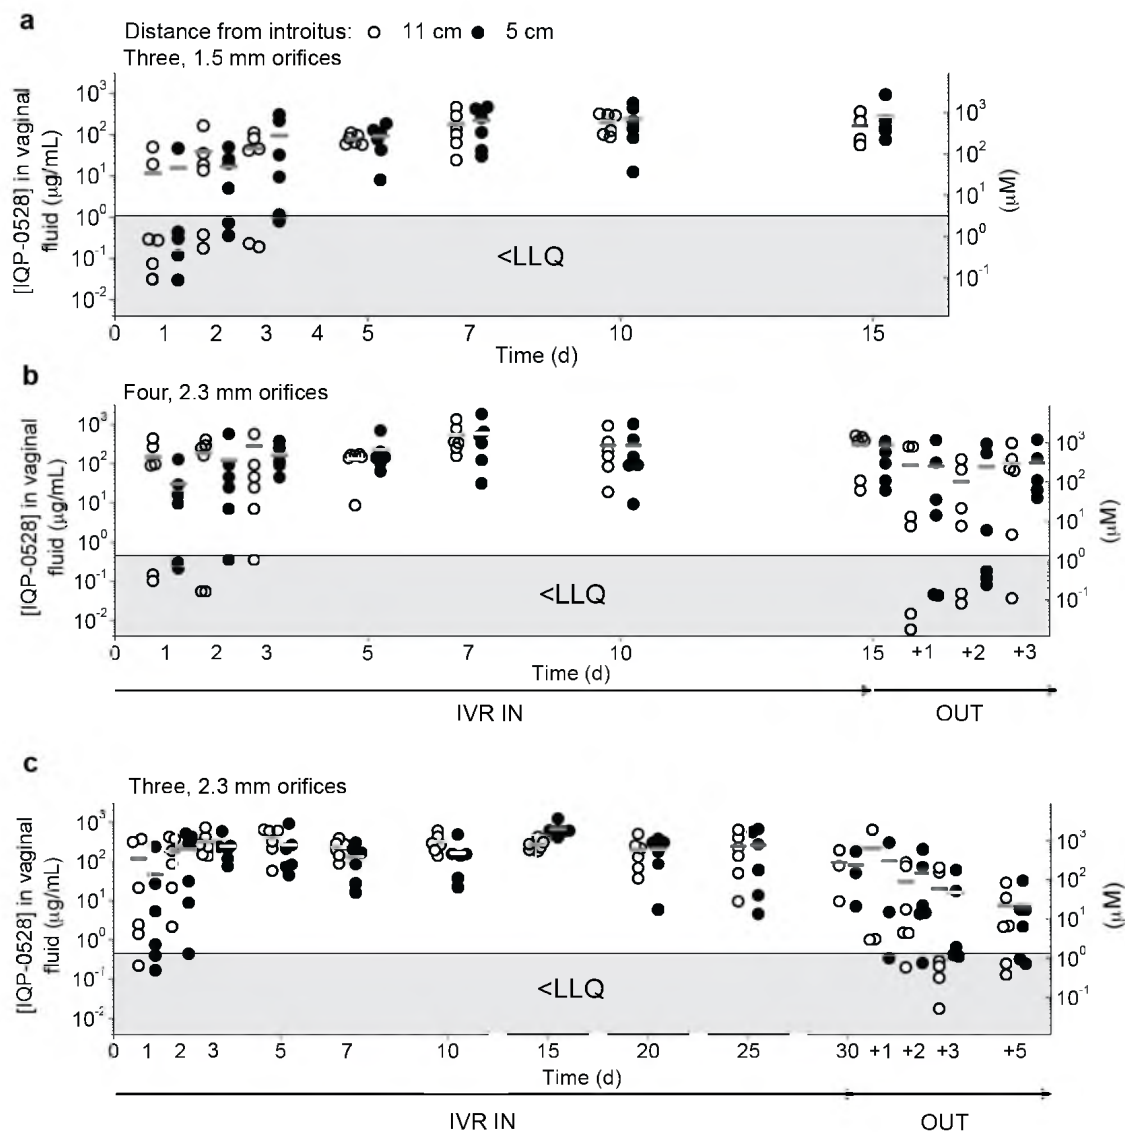 a
Distance from introitus: 11 cm 5 cm
Three, 1.5 mm orifices
[IQP-0528] in vaginal
fluid (µg/mL)
10³
10²
10¹
10⁰
10⁻¹
10⁻²
<LLQ
10³
10²
10¹
10⁰
10⁻¹
(µM)
0 1 2 3 4 5 7 10 15
Time (d)
b
Four, 2.3 mm orifices
[IQP-0528] in vaginal
fluid (µg/mL)
10³
10²
10¹
10⁰
10⁻¹
10⁻²
<LLQ
10³
10²
10¹
10⁰
10⁻¹
(µM)
0 1 2 3 5 7 10 15 +1 +2 +3
Time (d)
IVR IN OUT
c
Three, 2.3 mm orifices
[IQP-0528] in vaginal
fluid (µg/mL)
10³
10²
10¹
10⁰
10⁻¹
10⁻²
<LLQ
10³
10²
10¹
10⁰
10⁻¹
(µM)
0 1 2 3 5 7 10 15 20 25 30 +1 +2 +3 +5
Time (d)
IVR IN OUT